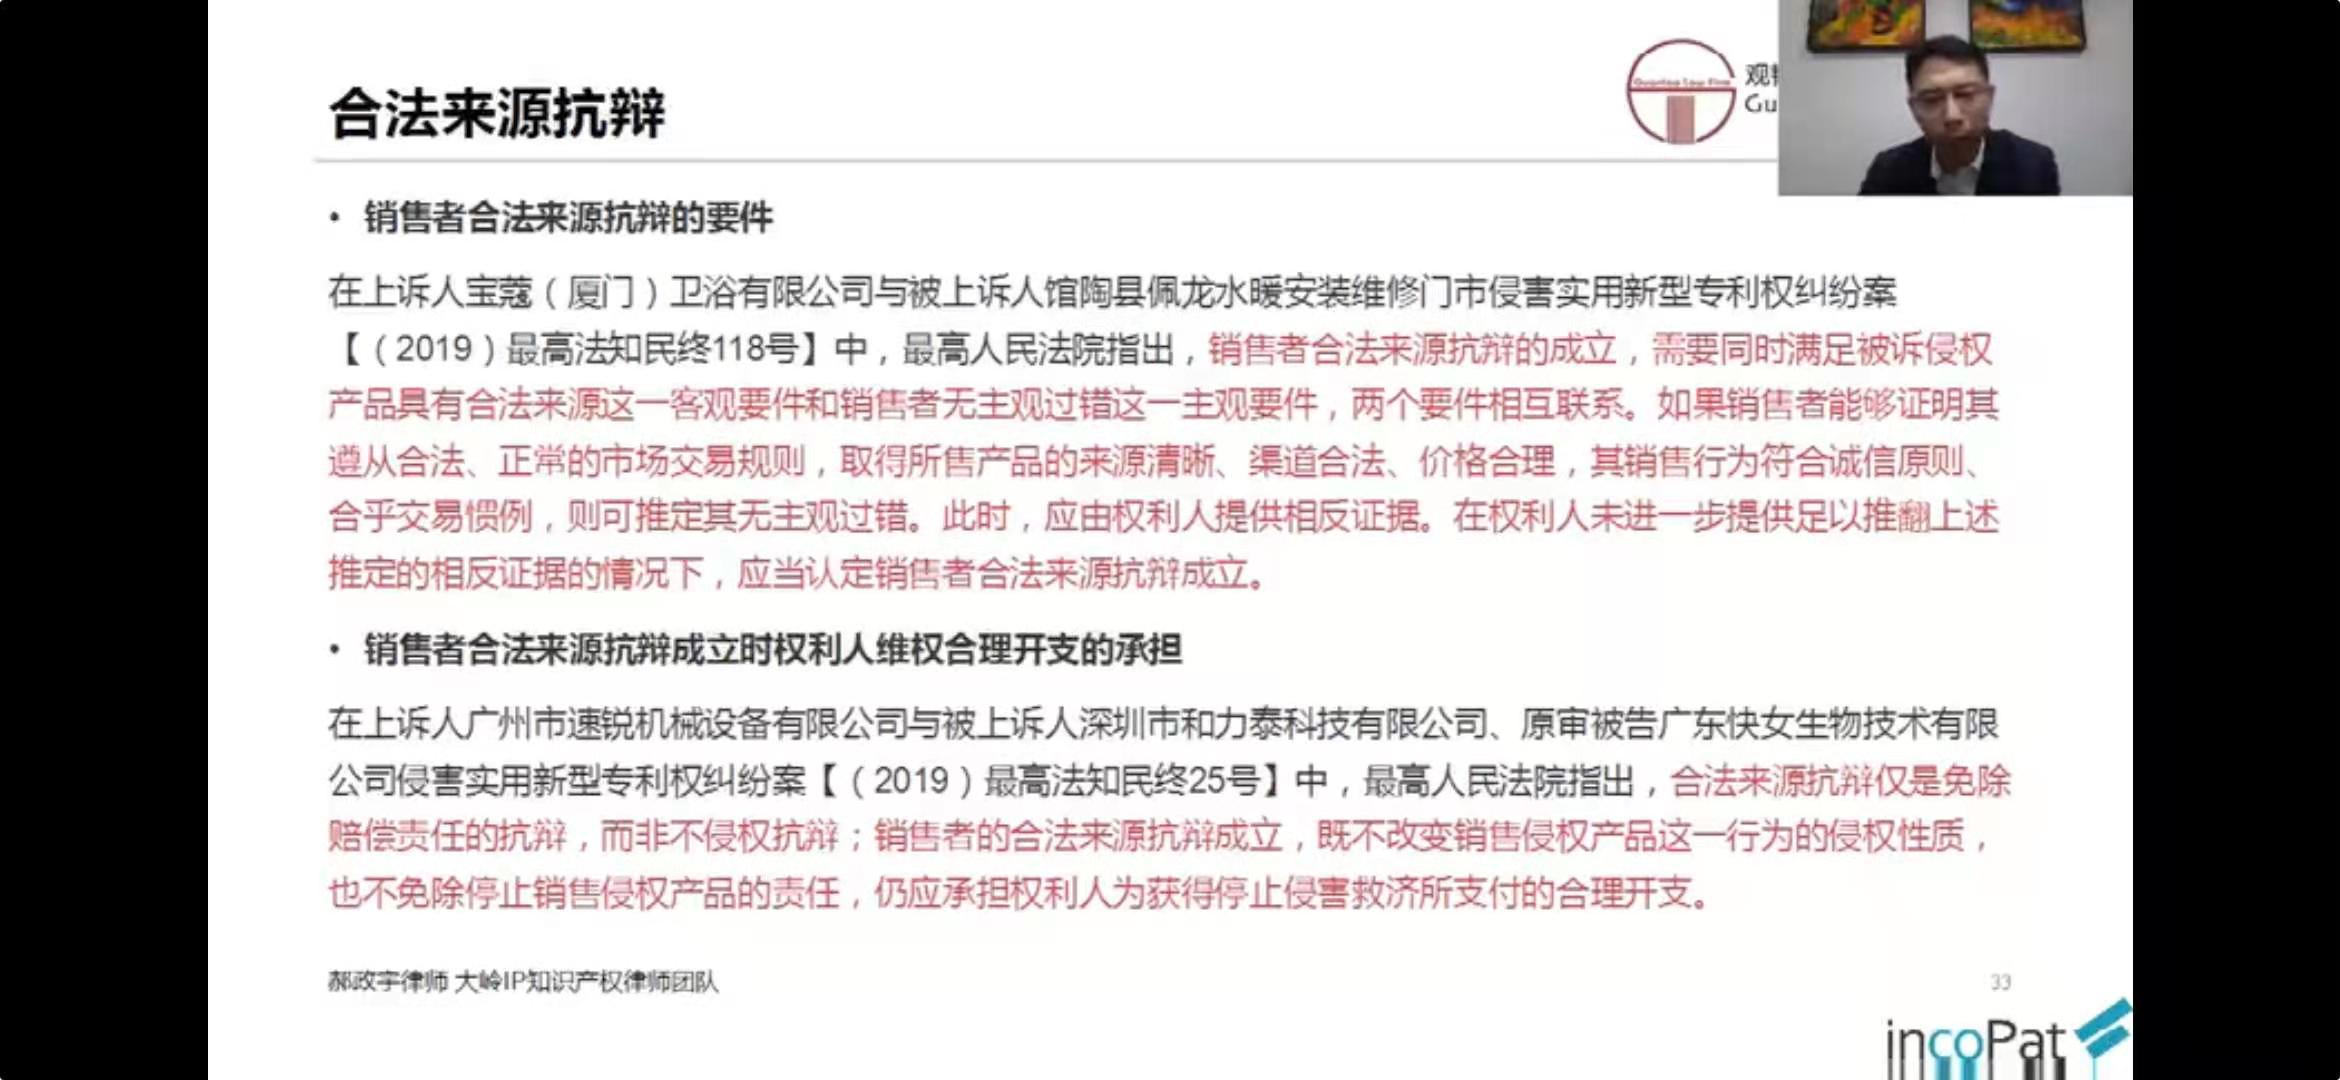 合法来源抗辩
Guantao Law Firm
观
Gu
• 销售者合法来源抗辩的要件
在上诉人宝蔻（厦门）卫浴有限公司与被上诉人馆陶县佩龙水暖安装维修门市侵害实用新型专利权纠纷案
【（2019）最高法知民终118号】中，最高人民法院指出，销售者合法来源抗辩的成立，需要同时满足被诉侵权
产品具有合法来源这一客观要件和销售者无主观过错这一主观要件，两个要件相互联系。如果销售者能够证明其
遵从合法、正常的市场交易规则，取得所售产品的来源清晰、渠道合法、价格合理，其销售行为符合诚信原则、
合乎交易惯例，则可推定其无主观过错。此时，应由权利人提供相反证据。在权利人未进一步提供足以推翻上述
推定的相反证据的情况下，应当认定销售者合法来源抗辩成立。
• 销售者合法来源抗辩成立时权利人维权合理开支的承担
在上诉人广州市速锐机械设备有限公司与被上诉人深圳市和力泰科技有限公司、原审被告广东快女生物技术有限
公司侵害实用新型专利权纠纷案【（2019）最高法知民终25号】中，最高人民法院指出，合法来源抗辩仅是免除
赔偿责任的抗辩，而非不侵权抗辩；销售者的合法来源抗辩成立，既不改变销售侵权产品这一行为的侵权性质，
也不免除停止销售侵权产品的责任，仍应承担权利人为获得停止侵害救济所支付的合理开支。
郝政宇律师 大岭IP知识产权律师团队
33
incoPat